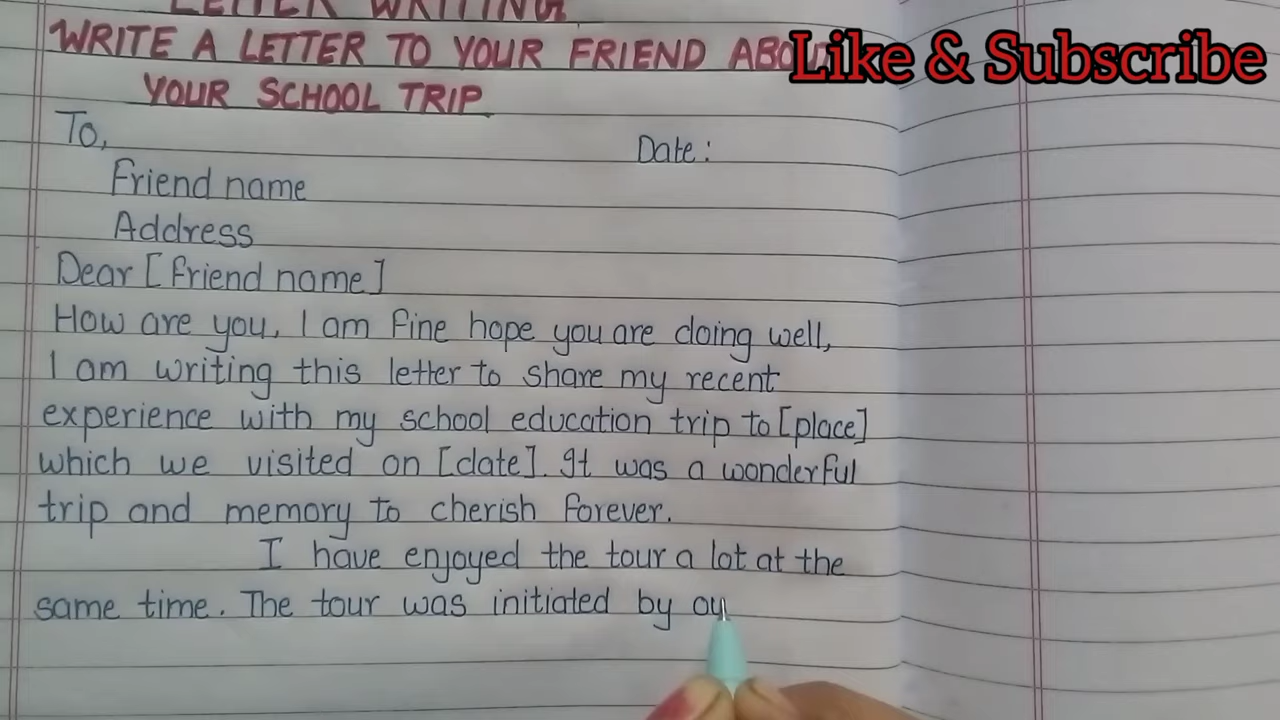 LETTER WRITING
WRITE A LETTER TO YOUR FRIEND ABOUT
YOUR SCHOOL TRIP
Like & Subscribe
To,
Date:
Friend name
Address
Dear [friend name]
How are you, I am fine hope you are doing well,
I am writing this letter to share my recent
experience with my school education trip to [place]
which we visited on [date]. It was a wonderful
trip and memory to cherish forever.
I have enjoyed the tour a lot at the
same time. The tour was initiated by ou